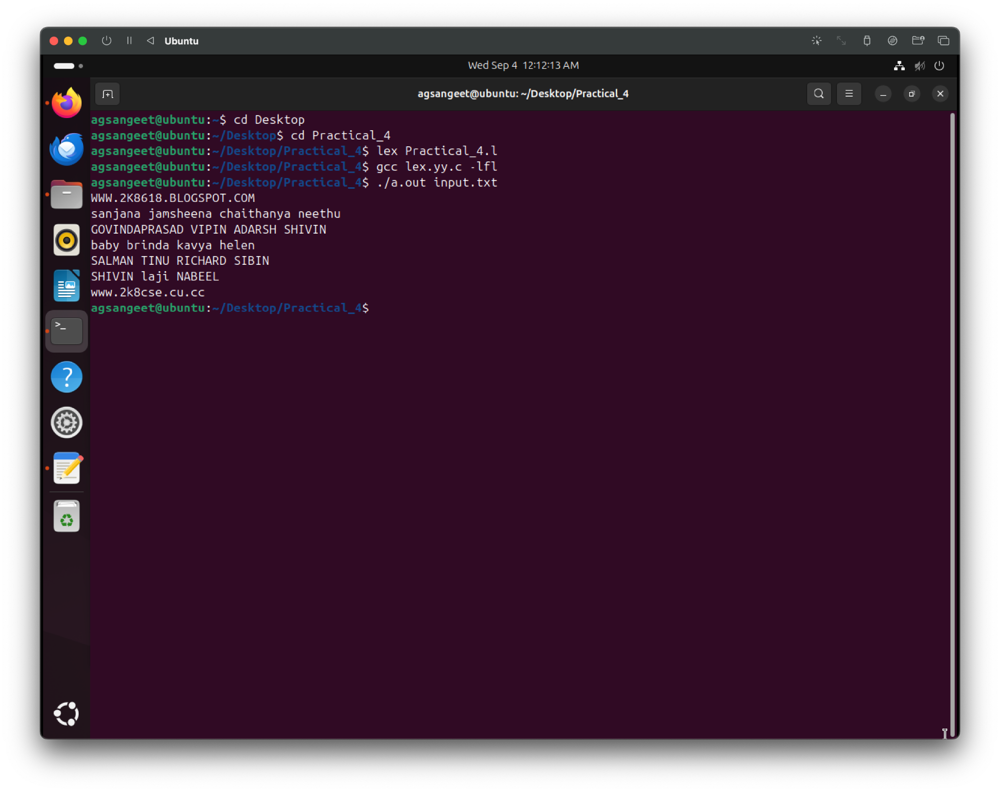 Ubuntu
Wed Sep 4 12:12:13 AM
agsangeet@ubuntu: ~/Desktop/Practical_4
agsangeet@ubuntu:~$ cd Desktop
agsangeet@ubuntu:~/Desktop$ cd Practical_4
agsangeet@ubuntu:~/Desktop/Practical_4$ lex Practical_4.l
agsangeet@ubuntu:~/Desktop/Practical_4$ gcc lex.yy.c -lfl
agsangeet@ubuntu:~/Desktop/Practical_4$ ./a.out input.txt
WWW.2K8618.BLOGSPOT.COM
sanjana jamsheena chaithanya neethu
GOVINDAPRASAD VIPIN ADARSH SHIVIN
baby brinda kavya helen
SALMAN TINU RICHARD SIBIN
SHIVIN laji NABEEL
www.2k8cse.cu.cc
agsangeet@ubuntu:~/Desktop/Practical_4$